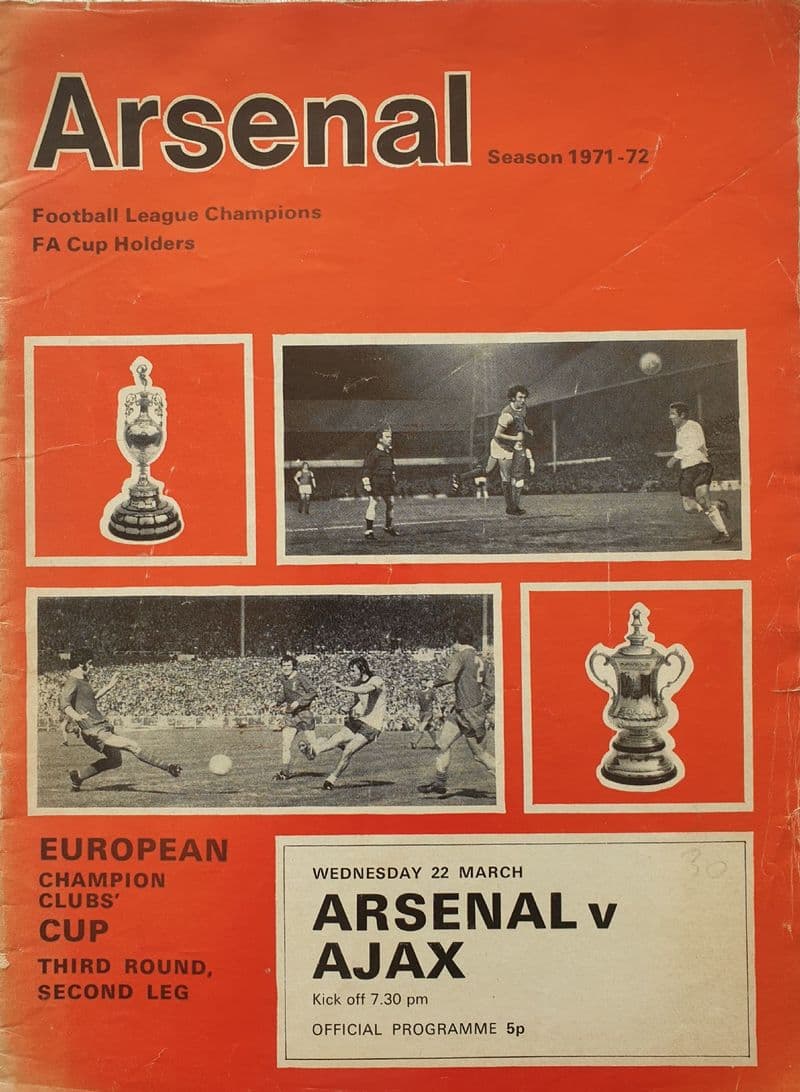 Arsenal Season 1971-72
Football League Champions
FA Cup Holders
EUROPEAN
CHAMPION
CLUBS'
CUP
THIRD ROUND,
SECOND LEG
WEDNESDAY 22 MARCH
30
ARSENAL v
AJAX
Kick off 7.30 pm
OFFICIAL PROGRAMME 5p